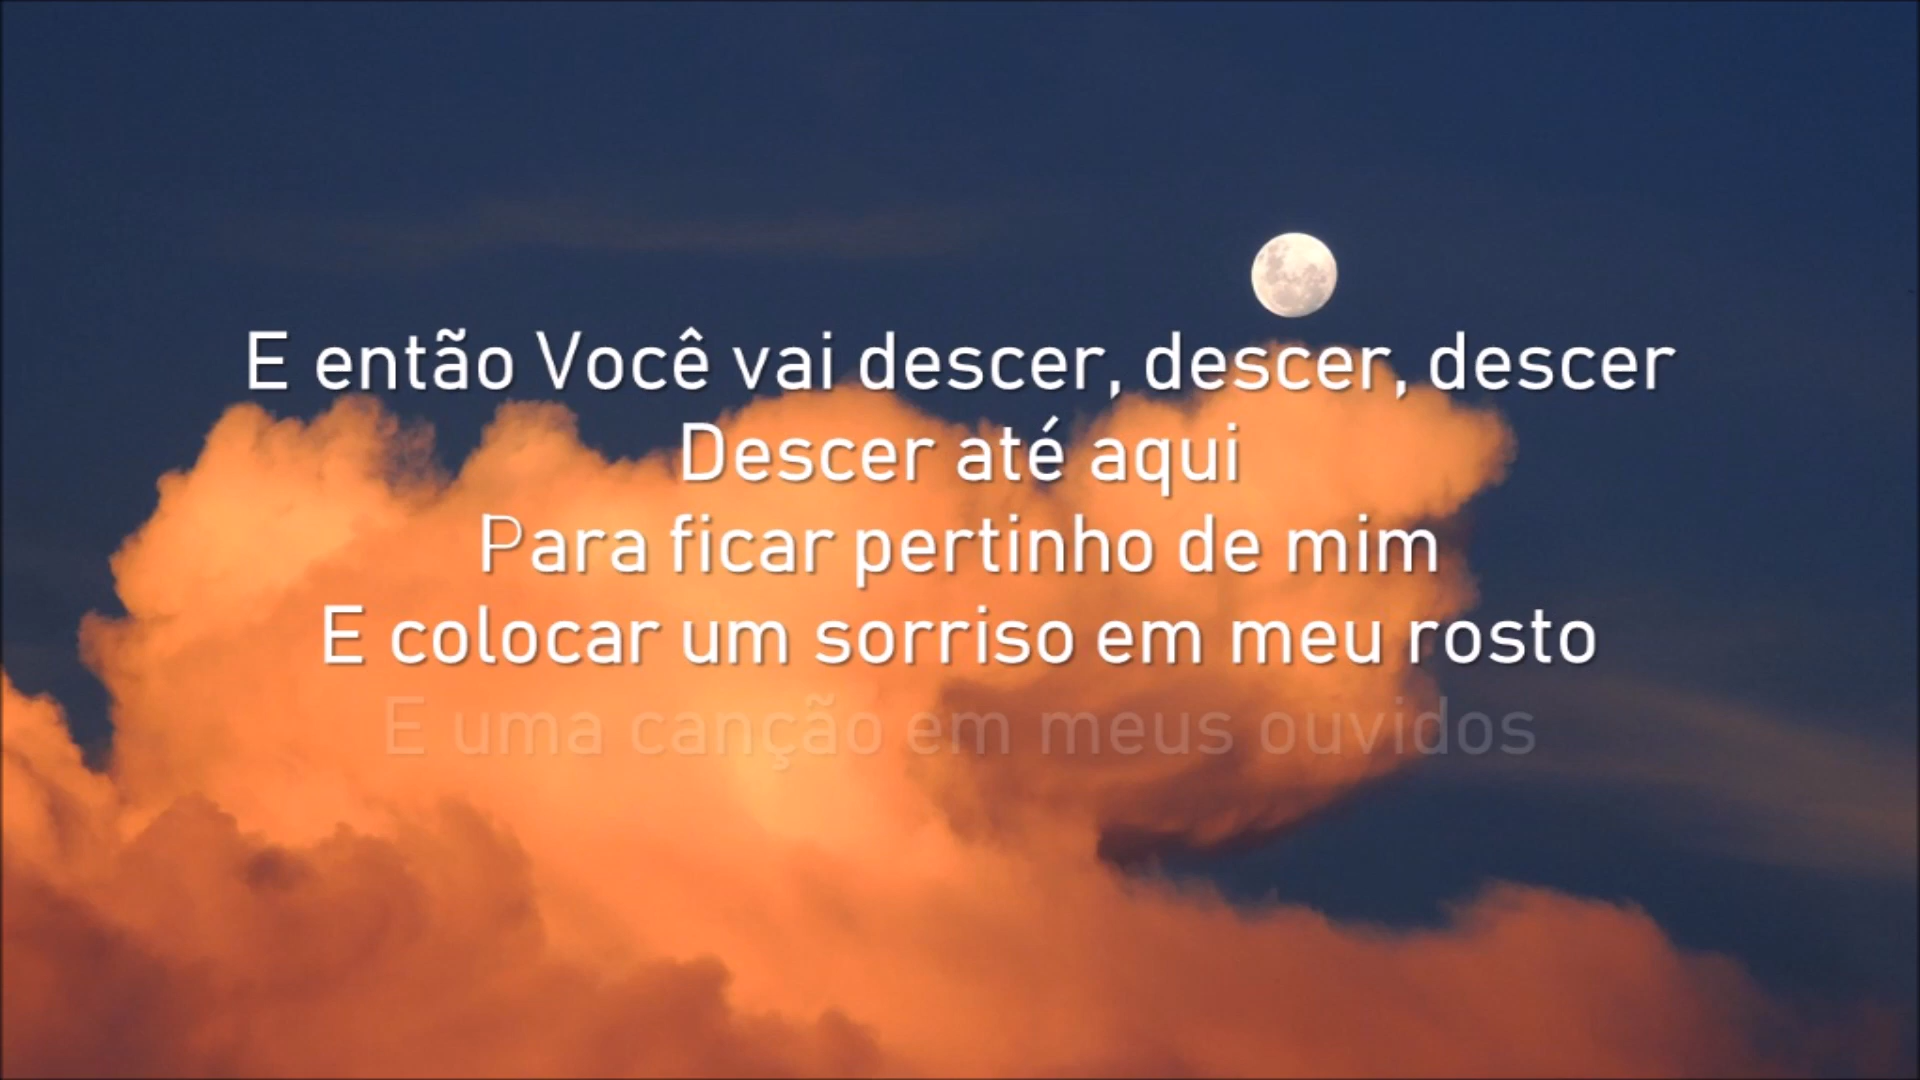 E então Você vai descer, descer, descer
Descer até aqui
Para ficar pertinho de mim
E colocar um sorriso em meu rosto
E uma canção em meus ouvidos